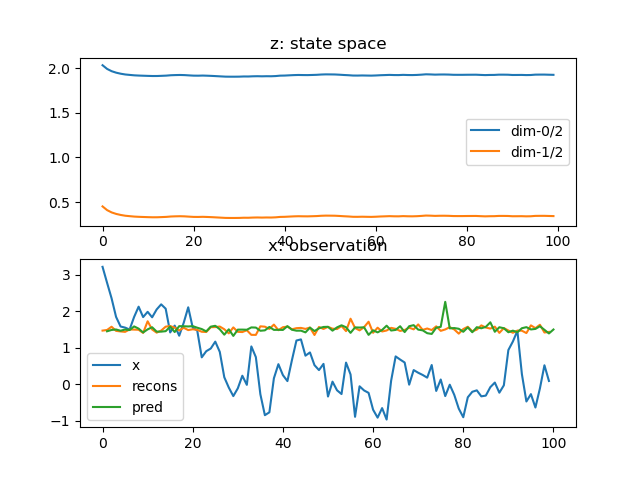 z: state space
2.0
1.5
1.0
0.5
dim-0/2
dim-1/2
0 20 40 60 80 100
x: observation
3
2
1
0
−1
x
recons
pred
0 20 40 60 80 100